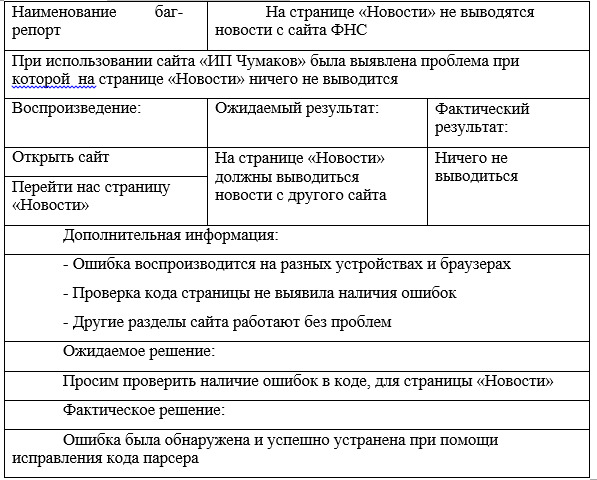 Наименование баг-
репорт
На странице «Новости» не выводятся
новости с сайта ФНС
При использовании сайта «ИП Чумаков» была выявлена проблема при
которой на странице «Новости» ничего не выводится
Воспроизведение:
Ожидаемый результат:
Фактический
результат:
Открыть сайт
Перейти нас страницу
«Новости»
На странице «Новости»
должны выводиться
новости с другого сайта
Ничего не
выводиться
Дополнительная информация:
- Ошибка воспроизводится на разных устройствах и браузерах
- Проверка кода страницы не выявила наличия ошибок
- Другие разделы сайта работают без проблем
Ожидаемое решение:
Просим проверить наличие ошибок в коде, для страницы «Новости»
Фактическое решение:
Ошибка была обнаружена и успешно устранена при помощи
исправления кода парсера